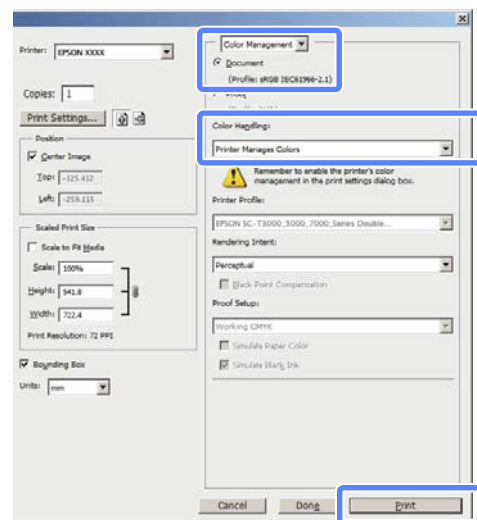 Printer: EPSON XXXX
Copies: 1
Print Settings...
Position
Center Image
Top: -125.412
Left: -259.115
Scaled Print Size
Scale to Fit Media
Scale: 100%
Height: 541.8
Width: 722.4
Print Resolution: 72 PPI
Bounding Box
Units: mm
Color Management
Document
(Profile: sRGB IEC61966-2.1)
Color Handling:
Printer Manages Colors
Remember to enable the printer's color
management in the print settings dialog box.
Printer Profile:
EPSON SC-T3000_5000_7000_Series Double...
Rendering Intent:
Perceptual
Black Point Compensation
Proof Setup:
Working CMYK
Simulate Paper Color
Simulate Black Ink
Cancel
Done
Print